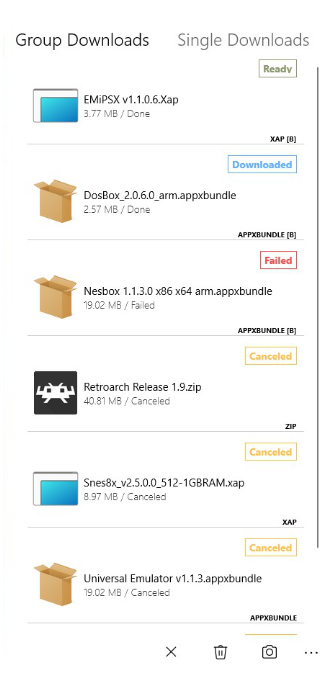 Group Downloads
Single Downloads
Ready
EMiPSX v1.1.0.6.Xap
3.77 MB / Done
XAP [B]
Downloaded
DosBox_2.0.6.0_arm.appxbundle
2.57 MB / Done
APPXBUNDLE [B]
Failed
Nesbox 1.1.3.0 x86 x64 arm.appxbundle
19.02 MB / Failed
APPXBUNDLE [B]
Canceled
Retroarch Release 1.9.zip
40.81 MB / Canceled
ZIP
Canceled
Snes8x_v2.5.0.0_512-1GBRAM.xap
8.97 MB / Canceled
XAP
Canceled
Universal Emulator v1.1.3.appxbundle
19.02 MB / Canceled
APPXBUNDLE